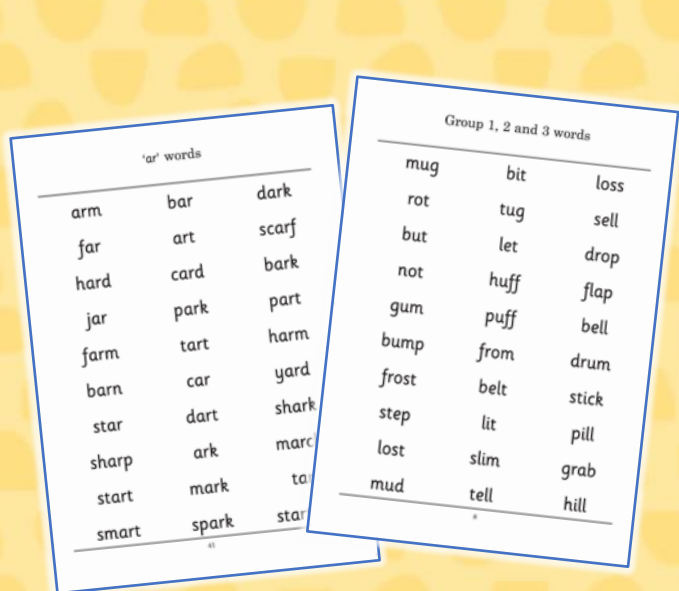 'ar' words
arm bar dark
far art scarf
hard card bark
jar park part
farm tart harm
barn car yard
star dart shark
sharp ark
start mark
smart spark
41
Group 1, 2 and 3 words
mug bit loss
rot tug sell
but let drop
not huff flap
gum puff bell
bump from drum
frost belt stick
step lit pill
lost slim grab
mud tell hill